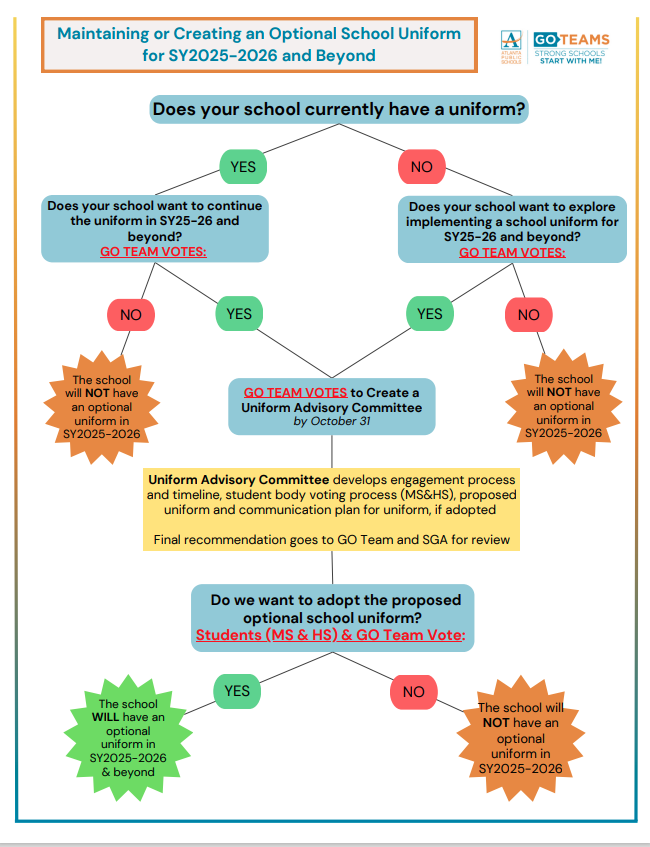 Maintaining or Creating an Optional School Uniform
for SY2025-2026 and Beyond
A
ATLANTA
PUBLIC
SCHOOLS
GO TEAMS
STRONG SCHOOLS
START WITH ME!
Does your school currently have a uniform?
YES
NO
Does your school want to continue
the uniform in SY25-26 and
beyond?
GO TEAM VOTES:
Does your school want to explore
implementing a school uniform for
SY25-26 and beyond?
GO TEAM VOTES:
NO
YES
YES
NO
The school
will NOT have
an optional
uniform in
SY2025-2026
GO TEAM VOTES to Create a
Uniform Advisory Committee
by October 31
The school
will NOT have
an optional
uniform in
SY2025-2026
Uniform Advisory Committee develops engagement process
and timeline, student body voting process (MS&HS), proposed
uniform and communication plan for uniform, if adopted
Final recommendation goes to GO Team and SGA for review
Do we want to adopt the proposed
optional school uniform?
Students (MS & HS) & GO Team Vote:
YES
NO
The school
WILL have an
optional
uniform in
SY2025-2026
& beyond
The school will
NOT have an
optional
uniform in
SY2025-2026